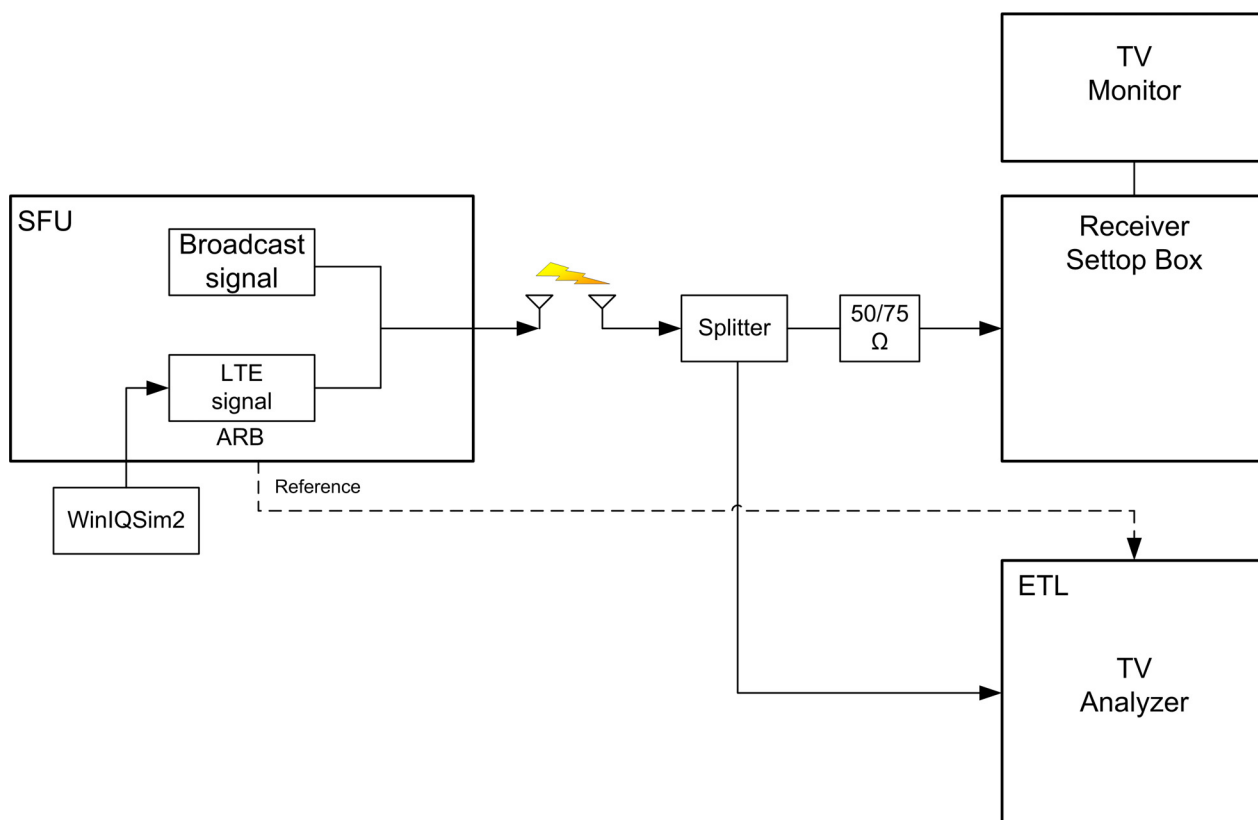 TV
Monitor
SFU
Broadcast
signal
LTE
signal
ARB
WinIQSim2
Reference
Splitter
50/75
Ω
Receiver
Settop Box
ETL
TV
Analyzer